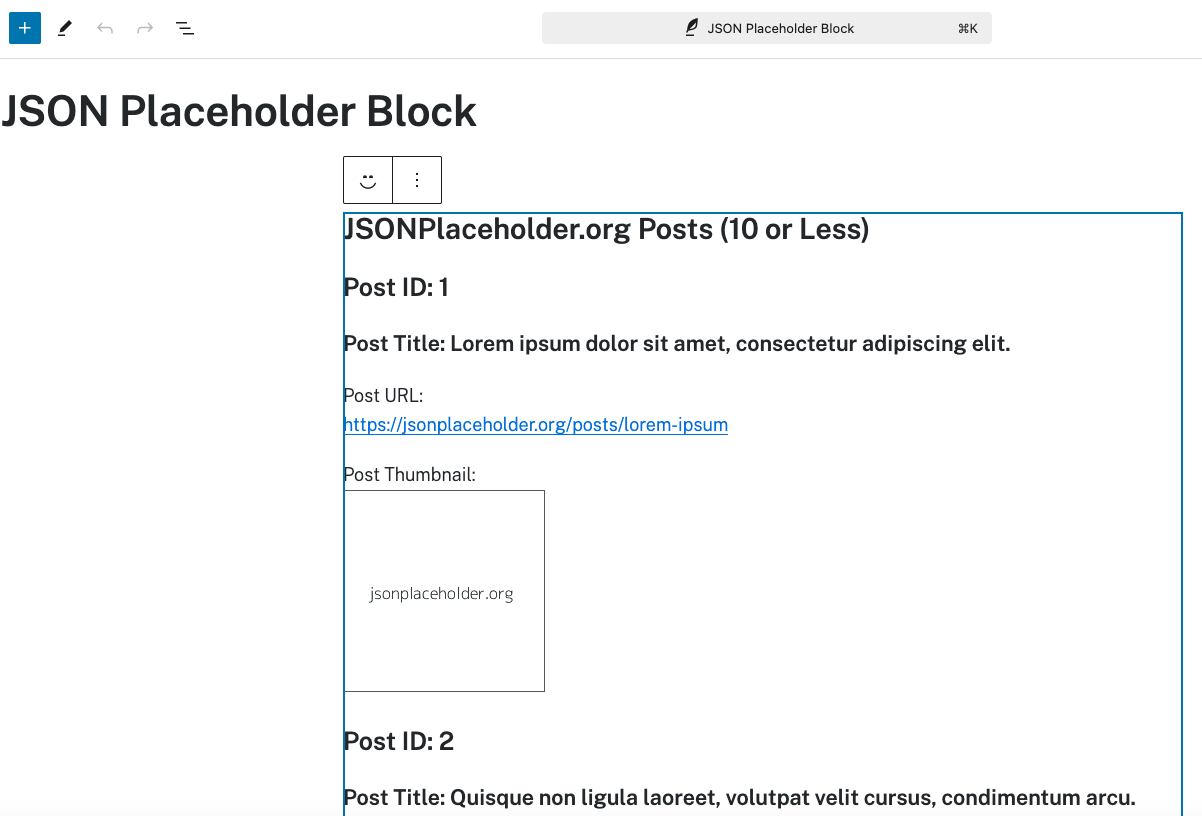 JSON Placeholder Block
⌘K
JSON Placeholder Block
JSONPlaceholder.org Posts (10 or Less)
Post ID: 1
Post Title: Lorem ipsum dolor sit amet, consectetur adipiscing elit.
Post URL:
https://jsonplaceholder.org/posts/lorem-ipsum
Post Thumbnail:
jsonplaceholder.org
Post ID: 2
Post Title: Quisque non ligula laoreet, volutpat velit cursus, condimentum arcu.